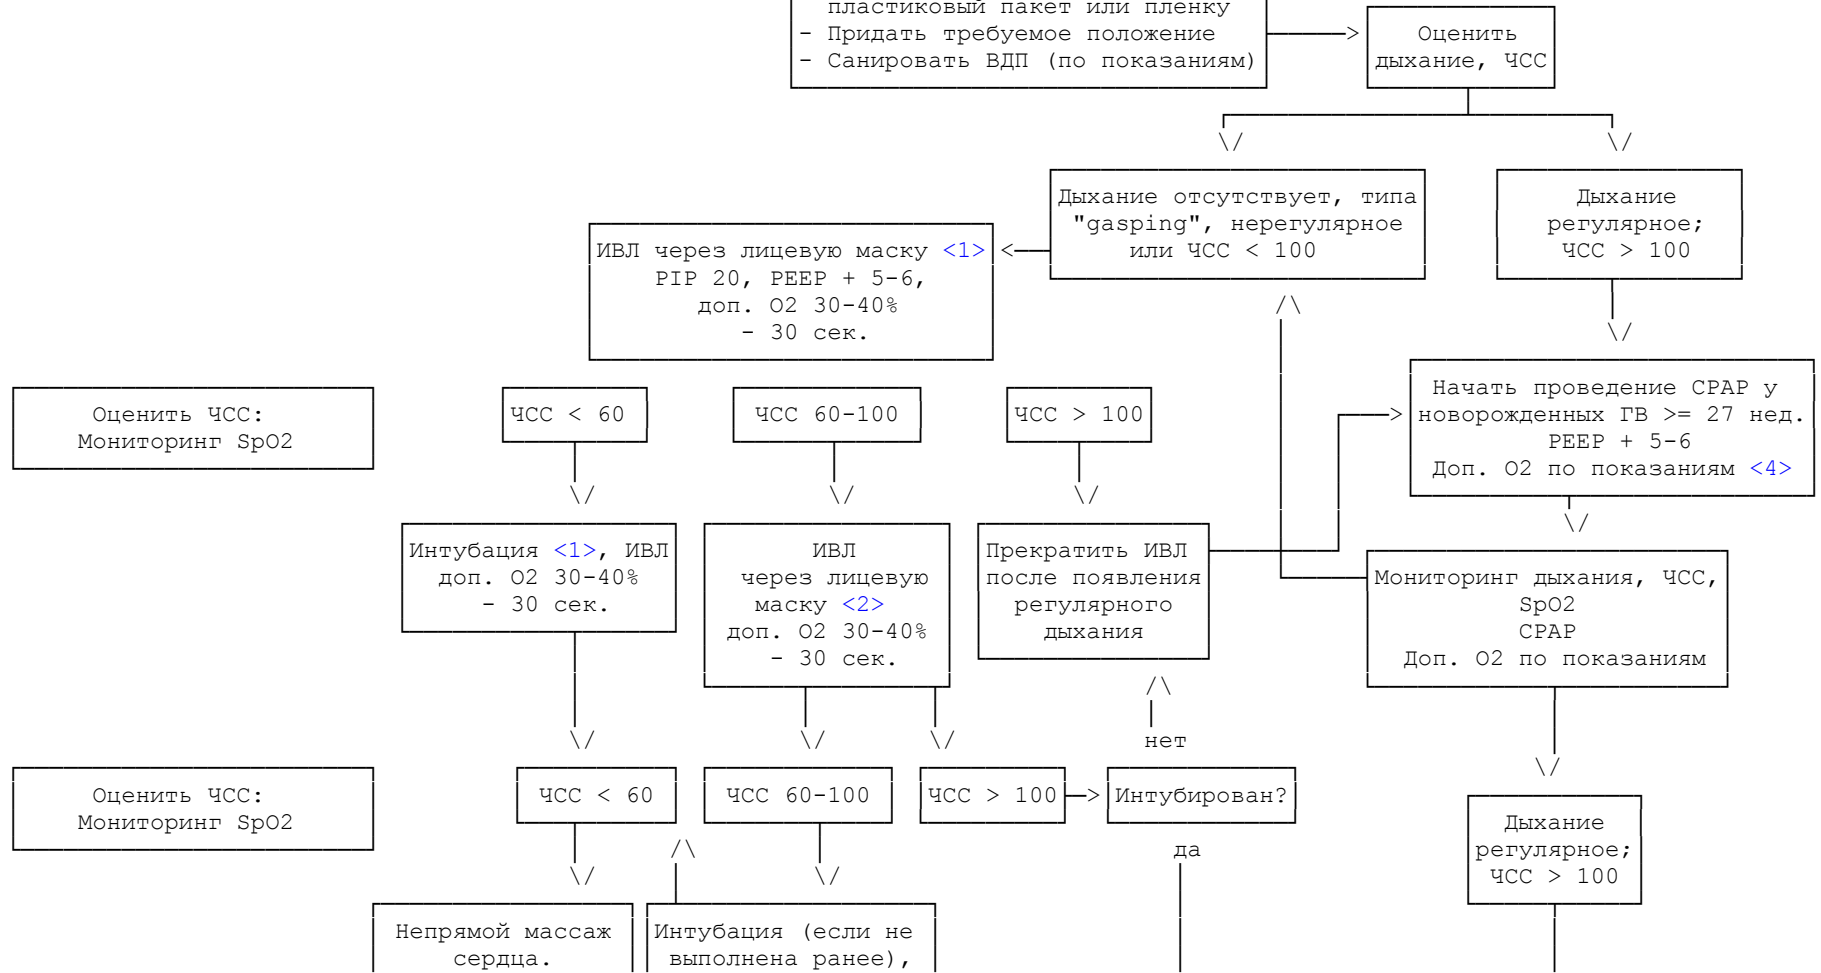 пластиковый пакет или пленку
- Придать требуемое положение
- Санировать ВДП (по показаниям)
Оценить
дыхание, ЧСС
Дыхание отсутствует, типа
"gasping", нерегулярное
или ЧСС < 100
Дыхание
регулярное;
ЧСС > 100
ИВЛ через лицевую маску <1>
PIP 20, PEEP + 5-6,
доп. O2 30-40%
- 30 сек.
Оценить ЧСС:
Мониторинг SpO2
ЧСС < 60
ЧСС 60-100
ЧСС > 100
Начать проведение CPAP у
новорожденных ГВ >= 27 нед.
PEEP + 5-6
Доп. O2 по показаниям <4>
Интубация <1>, ИВЛ
доп. O2 30-40%
- 30 сек.
ИВЛ
через лицевую
маску <2>
доп. O2 30-40%
- 30 сек.
Прекратить ИВЛ
после появления
регулярного
дыхания
Мониторинг дыхания, ЧСС,
SpO2
CPAP
Доп. O2 по показаниям
нет
Оценить ЧСС:
Мониторинг SpO2
ЧСС < 60
ЧСС 60-100
ЧСС > 100
Интубирован?
да
Дыхание
регулярное;
ЧСС > 100
Непрямой массаж
сердца.
Интубация (если не
выполнена ранее),